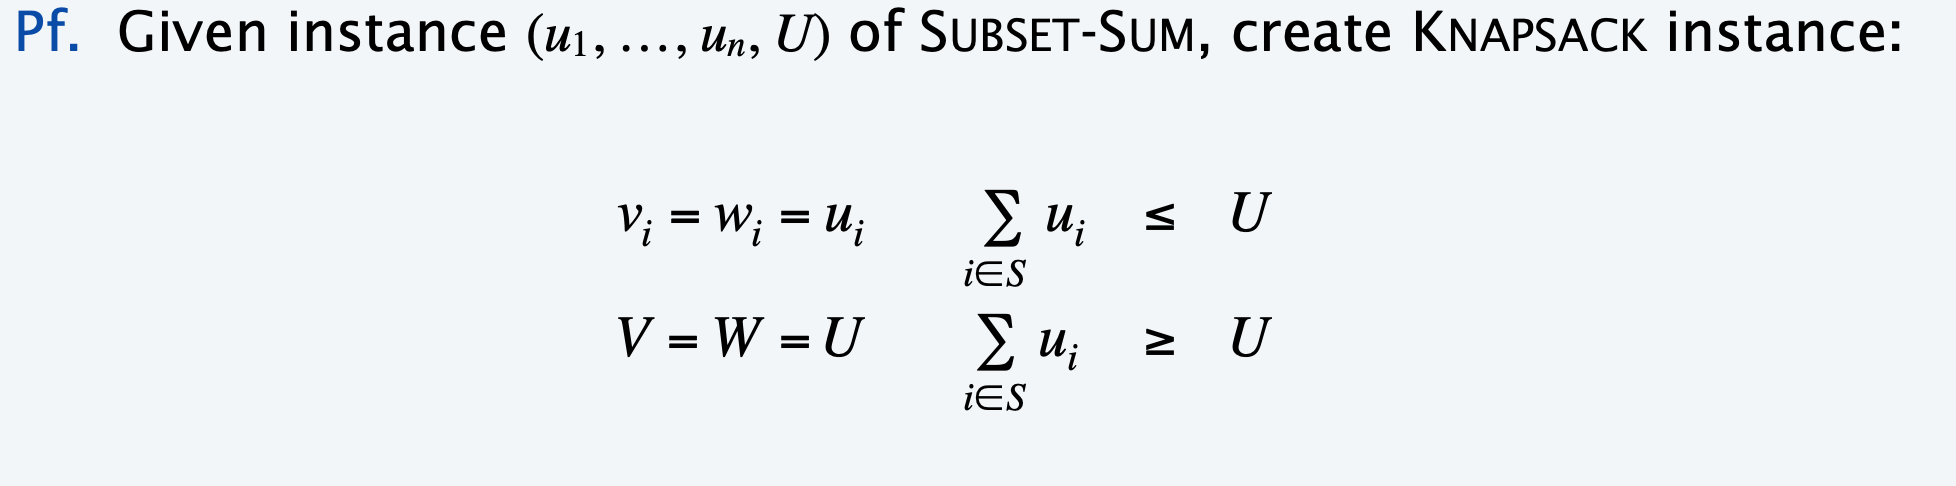 Pf. Given instance (u₁, …, uₙ, U) of SUBSET-SUM, create KNAPSACK instance:
vᵢ = wᵢ = uᵢ ∑ uᵢ ≤ U
i∈S
V = W = U ∑ uᵢ ≥ U
i∈S